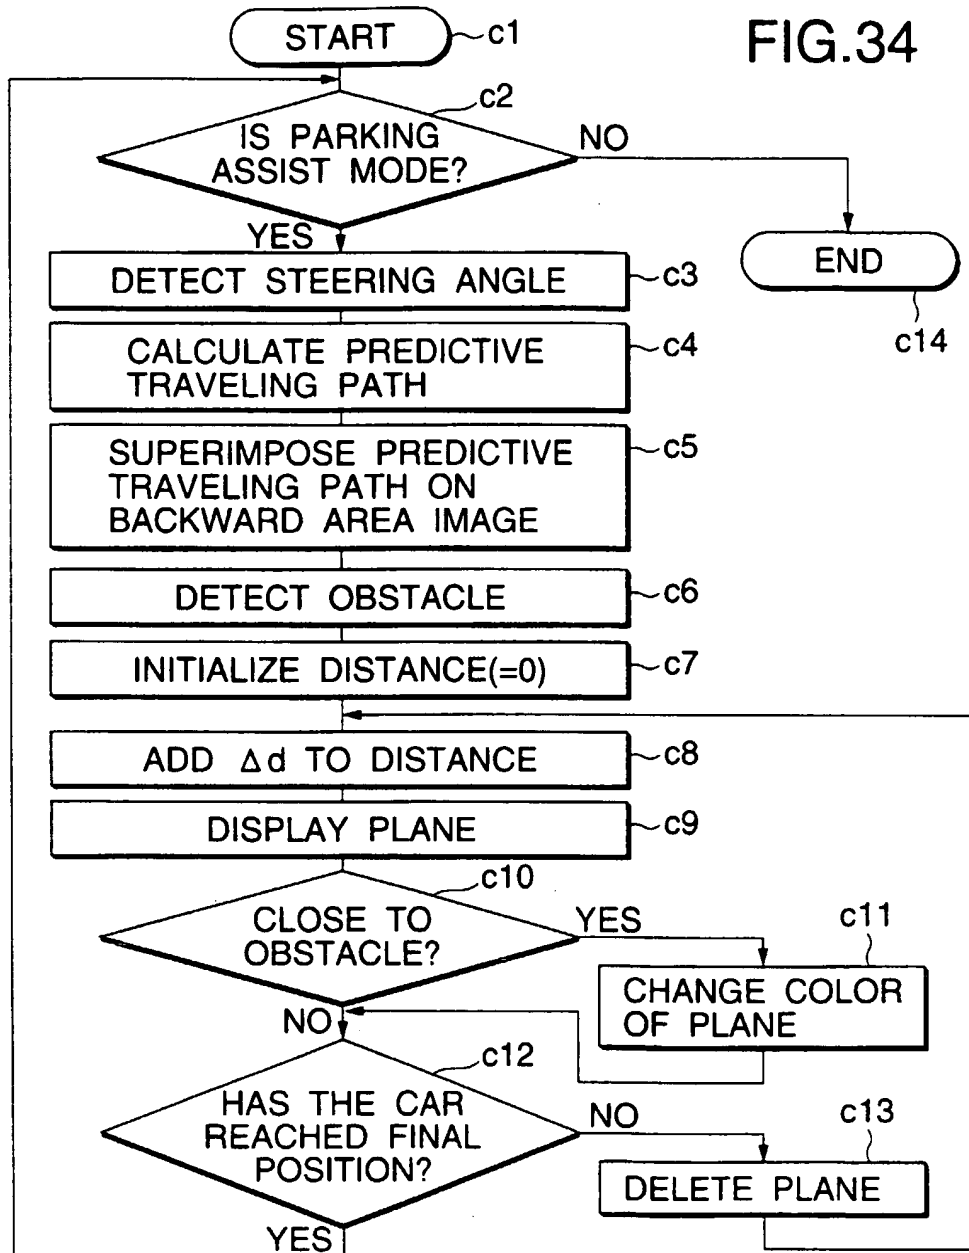 FIG.34
START
c1
c2
IS PARKING
ASSIST MODE?
NO
YES
END
c14
DETECT STEERING ANGLE
c3
CALCULATE PREDICTIVE
TRAVELING PATH
c4
SUPERIMPOSE PREDICTIVE
TRAVELING PATH ON
BACKWARD AREA IMAGE
c5
DETECT OBSTACLE
c6
INITIALIZE DISTANCE(=0)
c7
ADD Δd TO DISTANCE
c8
DISPLAY PLANE
c9
c10
CLOSE TO
OBSTACLE?
YES
c11
CHANGE COLOR
OF PLANE
NO
c12
HAS THE CAR
REACHED FINAL
POSITION?
NO
c13
DELETE PLANE
YES